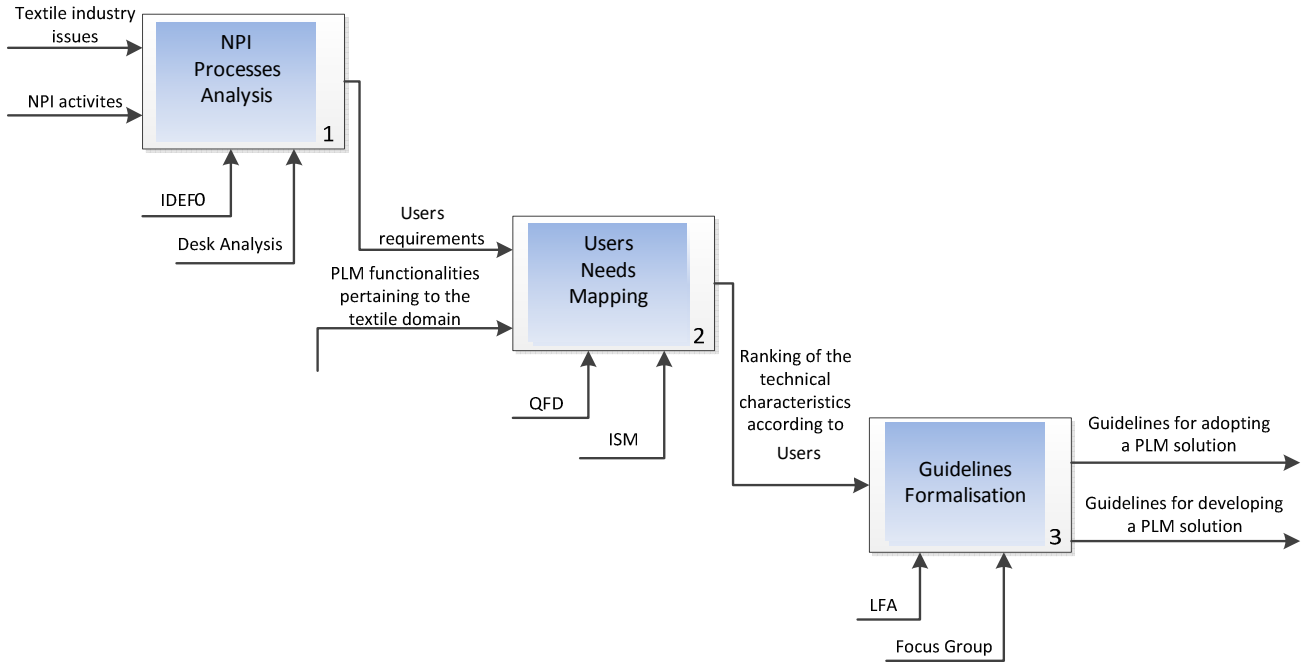 Textile industry
issues
NPI activites
NPI
Processes
Analysis
1
IDEF0
Desk Analysis
Users
requirements
PLM functionalities
pertaining to the
textile domain
Users
Needs
Mapping
2
QFD
ISM
Ranking of the
technical
characteristics
according to
Users
Guidelines
Formalisation
3
LFA
Focus Group
Guidelines for adopting
a PLM solution
Guidelines for developing
a PLM solution